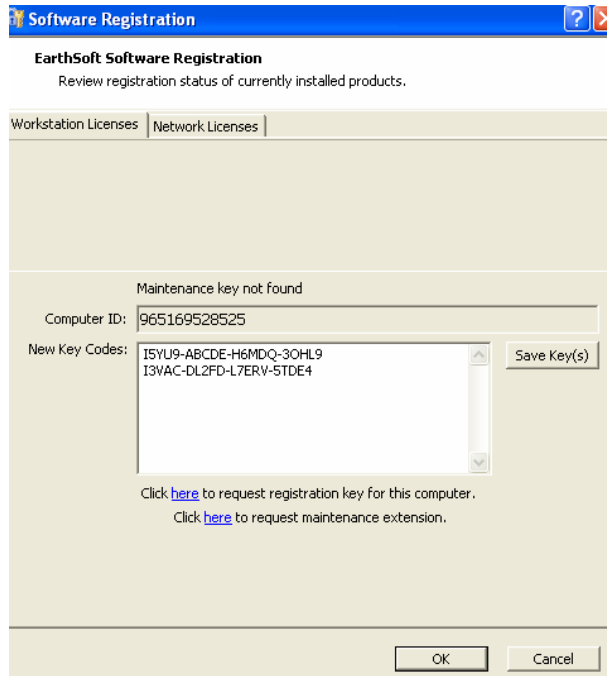 Software Registration
EarthSoft Software Registration
Review registration status of currently installed products.
Workstation Licenses
Network Licenses
Maintenance key not found
Computer ID: 965169528525
New Key Codes:
I5YU9-ABCDE-H6MDQ-3OHL9
I3VAC-DL2FD-L7ERV-5TDE4
Save Key(s)
Click here to request registration key for this computer.
Click here to request maintenance extension.
OK
Cancel